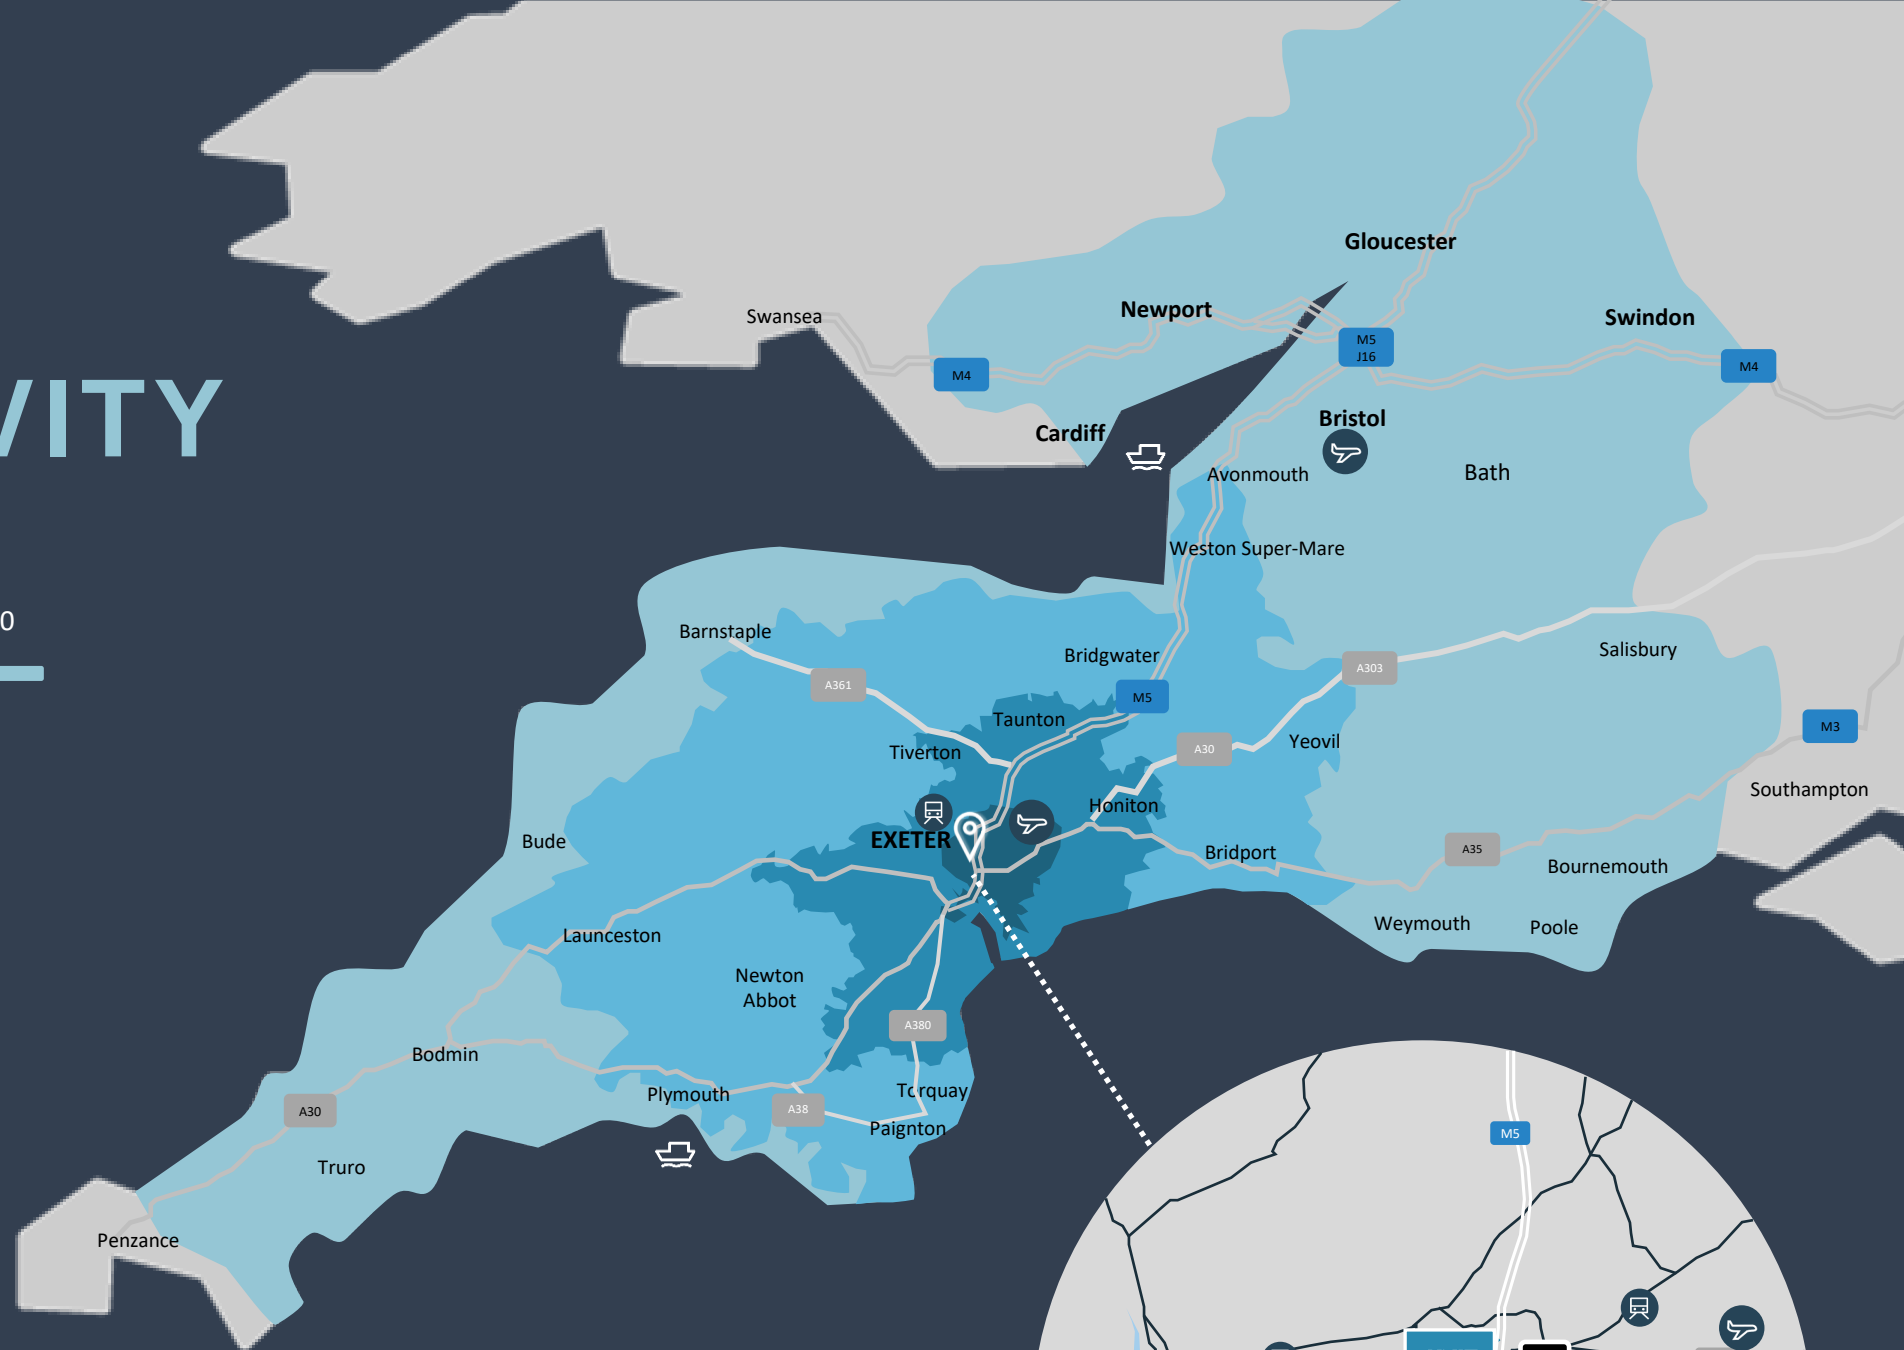 Gloucester
Newport
Swansea
Swindon
M5
J16
M4
M4
Bristol
Cardiff
Avonmouth
Bath
Weston Super-Mare
Barnstaple
Bridgwater
Salisbury
A303
A361
M5
Taunton
M3
Tiverton
A30
Yeovil
Southampton
Honiton
EXETER
Bude
Bridport
A35
Bournemouth
Launceston
Weymouth
Poole
Newton
Abbot
A380
Bodmin
Plymouth
Torquay
A30
A38
Paignton
M5
Truro
Penzance
VITY
0